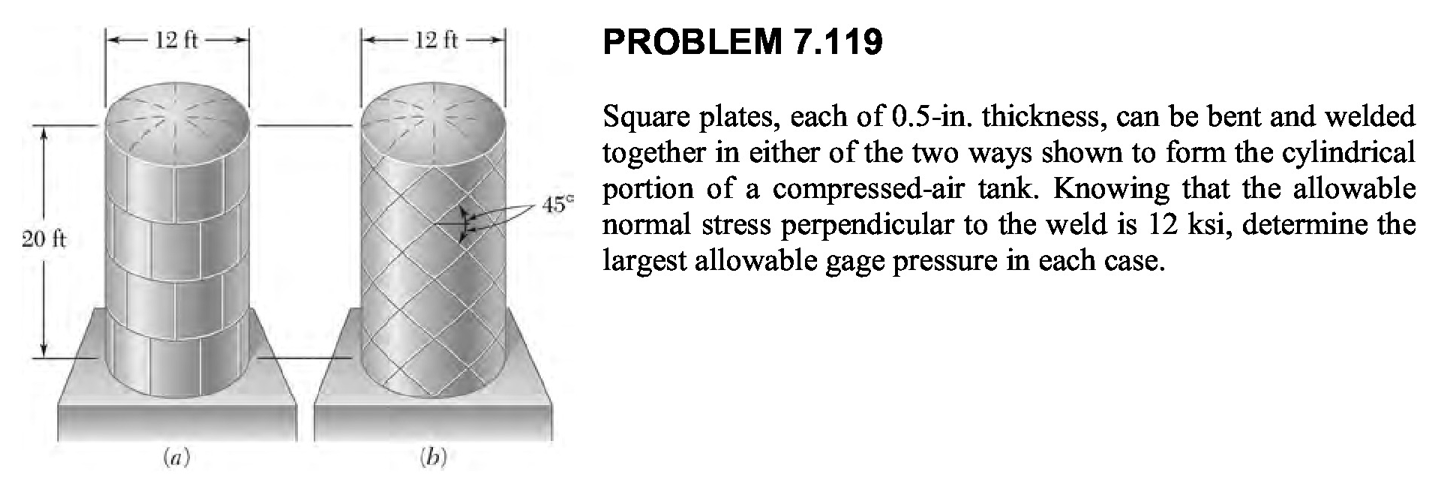 12 ft
12 ft
20 ft
45°
(a)
(b)
PROBLEM 7.119
Square plates, each of 0.5-in. thickness, can be bent and welded
together in either of the two ways shown to form the cylindrical
portion of a compressed-air tank. Knowing that the allowable
normal stress perpendicular to the weld is 12 ksi, determine the
largest allowable gage pressure in each case.